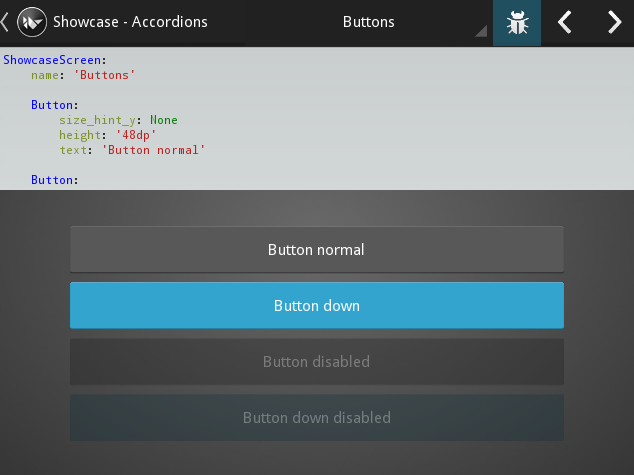 Showcase - Accordions
Buttons
ShowcaseScreen:
    name: 'Buttons'
    Button:
        size_hint_y: None
        height: '48dp'
        text: 'Button normal'
    Button:
Button normal
Button down
Button disabled
Button down disabled